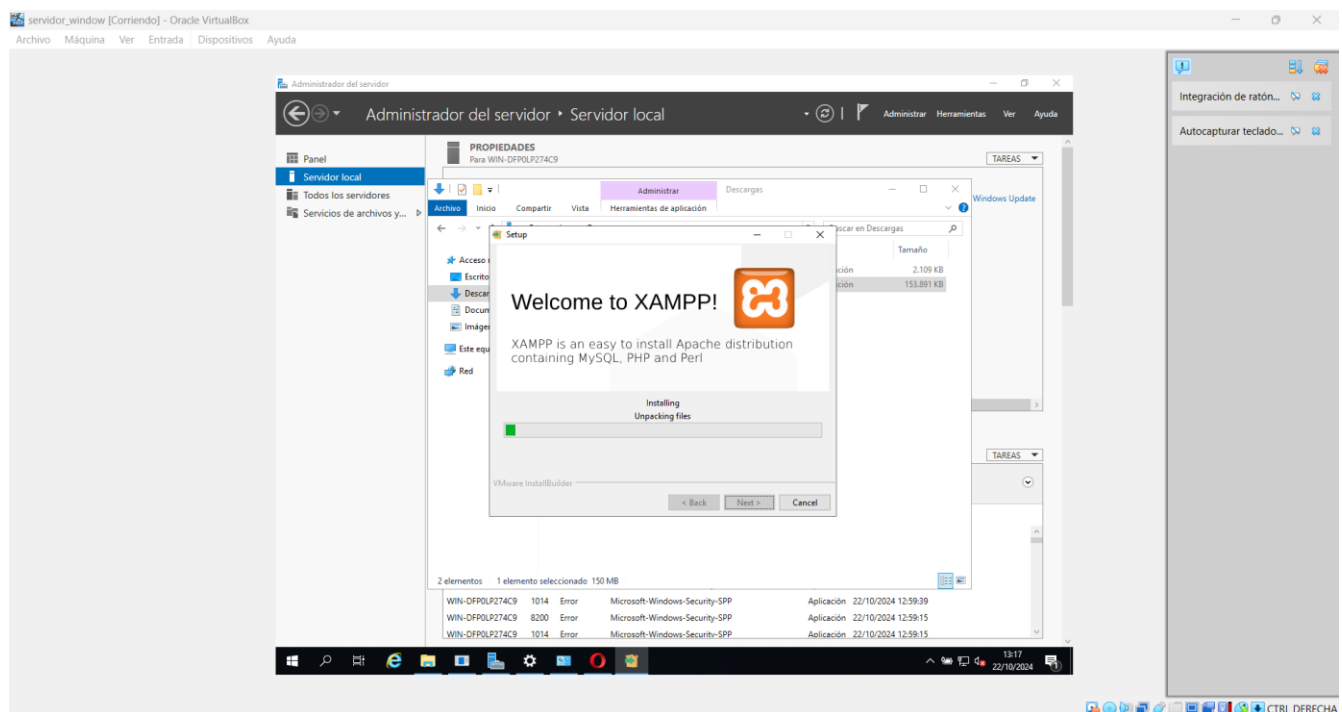 servidor_window [Corriendo] - Oracle VirtualBox
Archivo Máquina Ver Entrada Dispositivos Ayuda
Integración de ratón...
Autocapturar teclado...
Administrador del servidor
Administrador del servidor • Servidor local
Administrar Herramientas Ver Ayuda
Panel
Servidor local
Todos los servidores
Servicios de archivos y...
PROPIEDADES
Para WIN-DFP0LP274C9
TAREAS
Windows Update
Administrar Descargas
Archivo Inicio Compartir Vista Herramientas de aplicación
Descargas
Tamaño
2.109 KB
153.891 KB
Acceso
Este equ
Red
Setup
Welcome to XAMPP!
XAMPP is an easy to install Apache distribution
containing MySQL, PHP and Perl
Installing
Unpacking files
VMware InstallBuilder
< Back Next > Cancel
TAREAS
2 elementos 1 elemento seleccionado 150 MB
WIN-DFP0LP274C9 1014 Error Microsoft-Windows-Security-SPP Aplicación 22/10/2024 12:59:39
WIN-DFP0LP274C9 8200 Error Microsoft-Windows-Security-SPP Aplicación 22/10/2024 12:59:15
WIN-DFP0LP274C9 1014 Error Microsoft-Windows-Security-SPP Aplicación 22/10/2024 12:59:15
13:17
22/10/2024
CTRL DERECHA